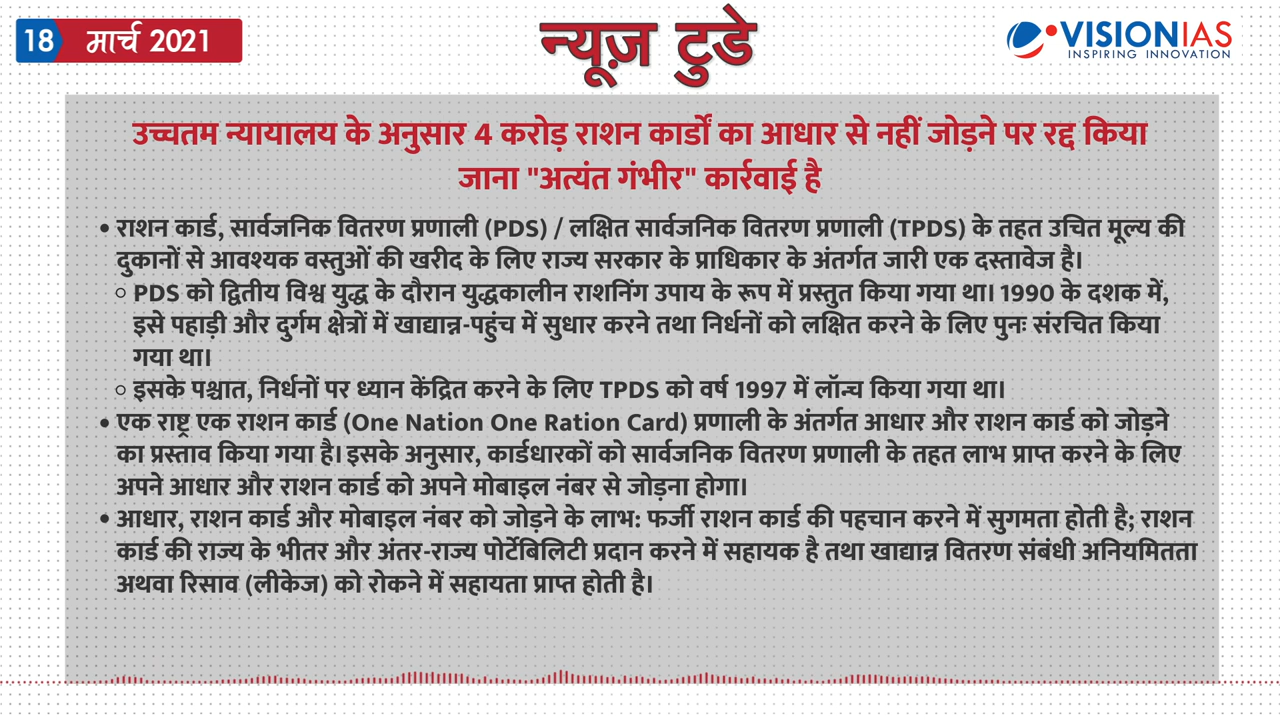 18 मार्च 2021
न्यूज़ टुडे
VISIONIAS
INSPIRING INNOVATION
उच्चतम न्यायालय के अनुसार 4 करोड़ राशन कार्डों का आधार से नहीं जोड़ने पर रद्द किया
जाना "अत्यंत गंभीर" कार्रवाई है
• राशन कार्ड, सार्वजनिक वितरण प्रणाली (PDS) / लक्षित सार्वजनिक वितरण प्रणाली (TPDS) के तहत उचित मूल्य की
दुकानों से आवश्यक वस्तुओं की खरीद के लिए राज्य सरकार के प्राधिकार के अंतर्गत जारी एक दस्तावेज है।
○ PDS को द्वितीय विश्व युद्ध के दौरान युद्धकालीन राशनिंग उपाय के रूप में प्रस्तुत किया गया था। 1990 के दशक में,
इसे पहाड़ी और दुर्गम क्षेत्रों में खाद्यान्न-पहुंच में सुधार करने तथा निर्धनों को लक्षित करने के लिए पुनः संरचित किया
गया था।
○ इसके पश्चात, निर्धनों पर ध्यान केंद्रित करने के लिए TPDS को वर्ष 1997 में लॉन्च किया गया था।
• एक राष्ट्र एक राशन कार्ड (One Nation One Ration Card) प्रणाली के अंतर्गत आधार और राशन कार्ड को जोड़ने
का प्रस्ताव किया गया है। इसके अनुसार, कार्डधारकों को सार्वजनिक वितरण प्रणाली के तहत लाभ प्राप्त करने के लिए
अपने आधार और राशन कार्ड को अपने मोबाइल नंबर से जोड़ना होगा।
• आधार, राशन कार्ड और मोबाइल नंबर को जोड़ने के लाभ: फर्जी राशन कार्ड की पहचान करने में सुगमता होती है; राशन
कार्ड की राज्य के भीतर और अंतर-राज्य पोर्टेबिलिटी प्रदान करने में सहायक है तथा खाद्यान्न वितरण संबंधी अनियमितता
अथवा रिसाव (लीकेज) को रोकने में सहायता प्राप्त होती है।